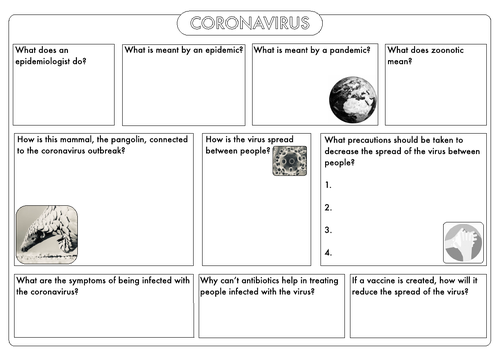 CORONAVIRUS
What does an
epidemiologist do?
What is meant by an epidemic?
What is meant by a pandemic?
What does zoonotic
mean?
How is this mammal, the pangolin, connected
to the coronavirus outbreak?
How is the virus spread
between people?
What precautions should be taken to
decrease the spread of the virus between
people?
1.
2.
3.
4.
What are the symptoms of being infected with
the coronavirus?
Why can't antibiotics help in treating
people infected with the virus?
If a vaccine is created, how will it
reduce the spread of the virus?